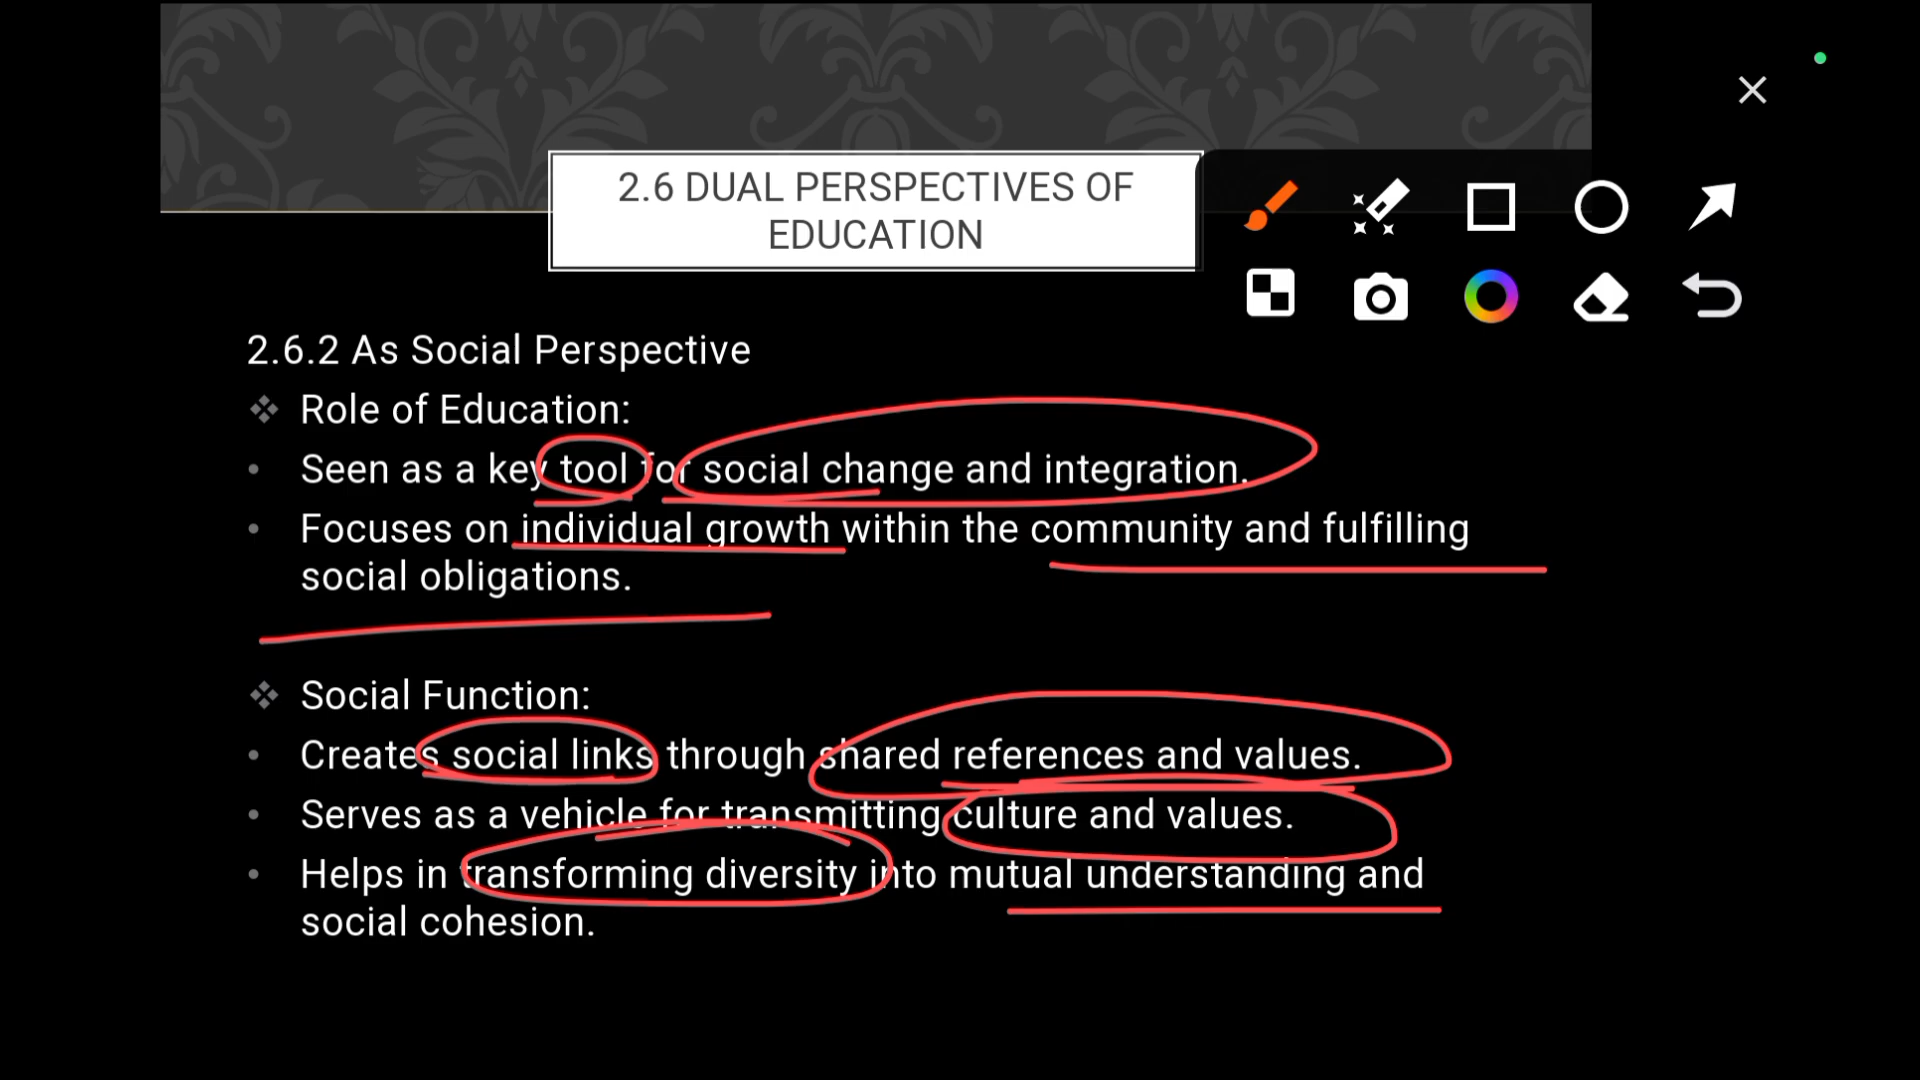 2.6 DUAL PERSPECTIVES OF
EDUCATION
2.6.2 As Social Perspective
❖ Role of Education:
• Seen as a key tool for social change and integration.
• Focuses on individual growth within the community and fulfilling
social obligations.
❖ Social Function:
• Creates social links through shared references and values.
• Serves as a vehicle for transmitting culture and values.
• Helps in transforming diversity into mutual understanding and
social cohesion.